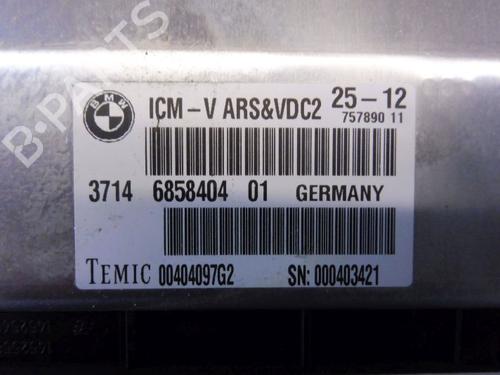 B-PARTS
BMW
ICM-V ARS&VDC2 25-12
757890 11
3714 6858404 01 GERMANY
TEMIC 00404097G2 SN: 000403421